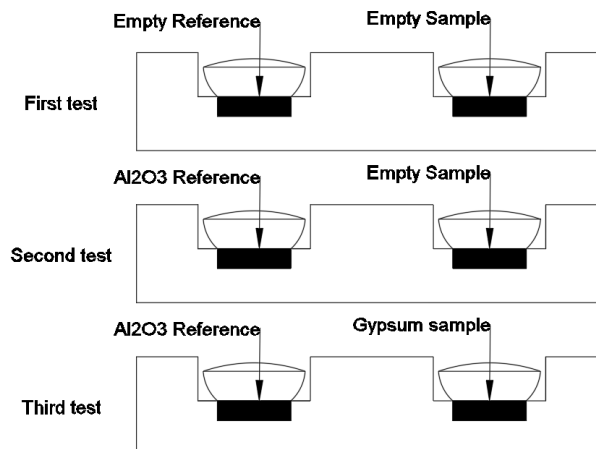 Empty Reference
Empty Sample
First test
Al2O3 Reference
Empty Sample
Second test
Al2O3 Reference
Gypsum sample
Third test